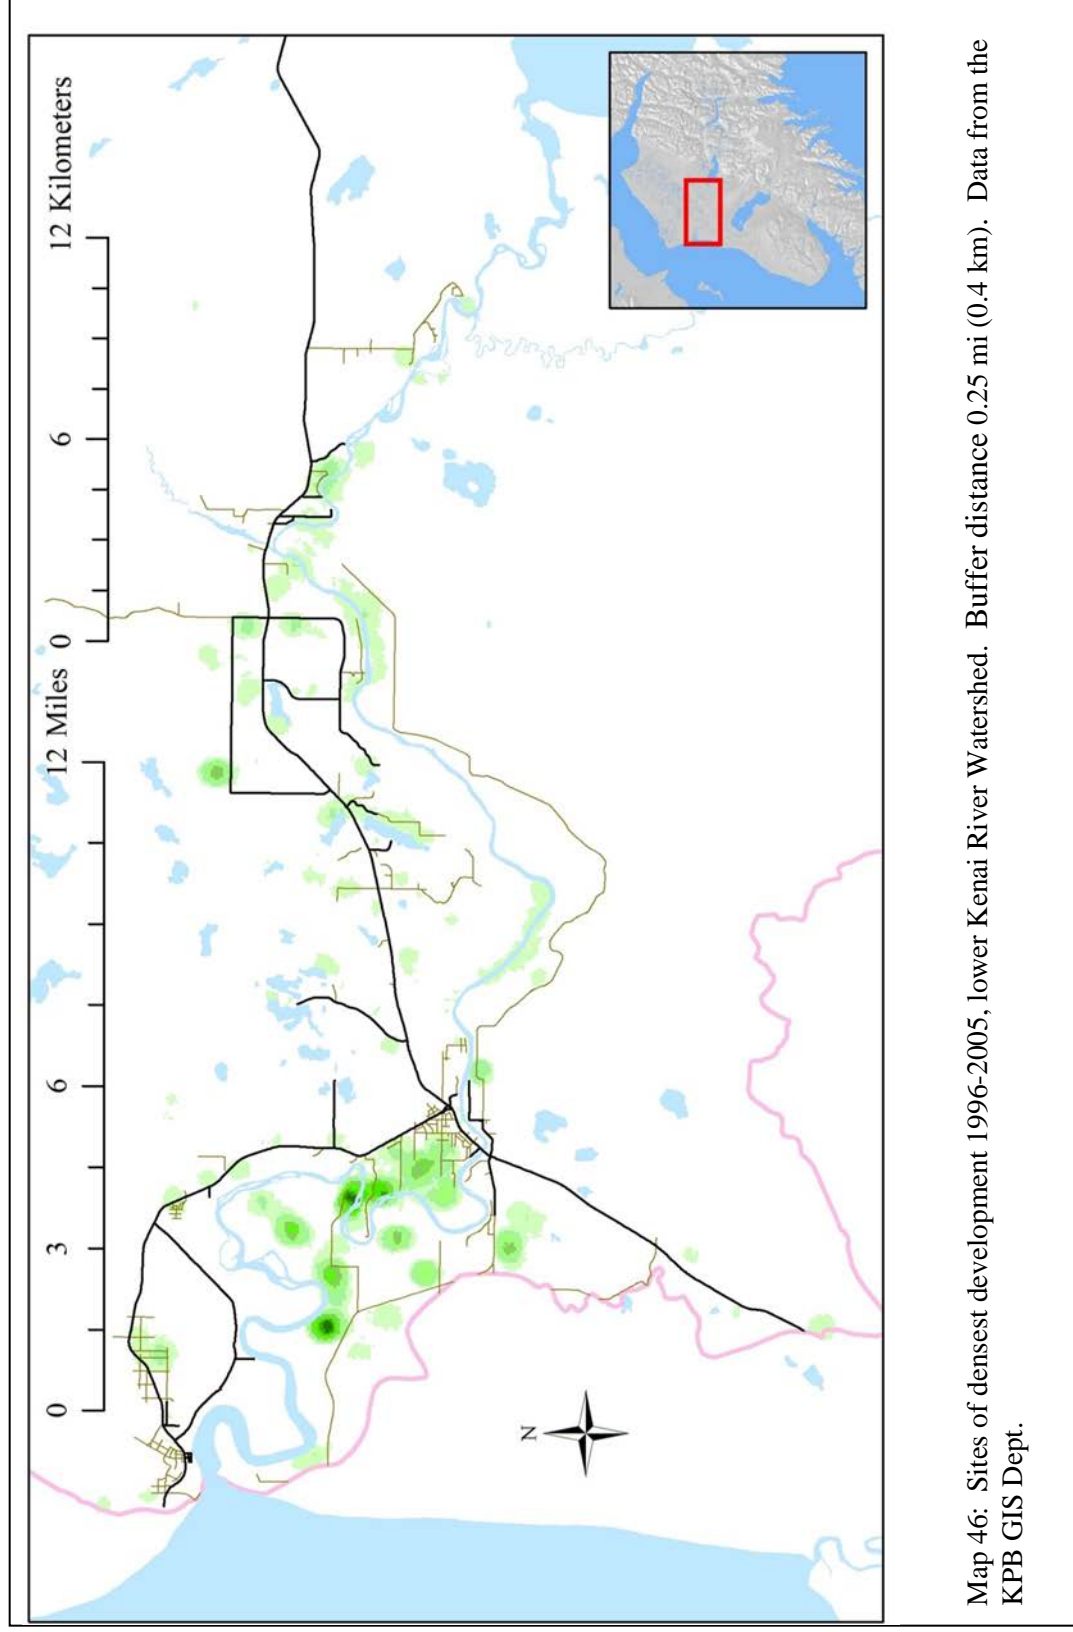 0 3 6 12 Miles 0 6 12 Kilometers
N
Map 46: Sites of densest development 1996-2005, lower Kenai River Watershed. Buffer distance 0.25 mi (0.4 km). Data from the
KPB GIS Dept.